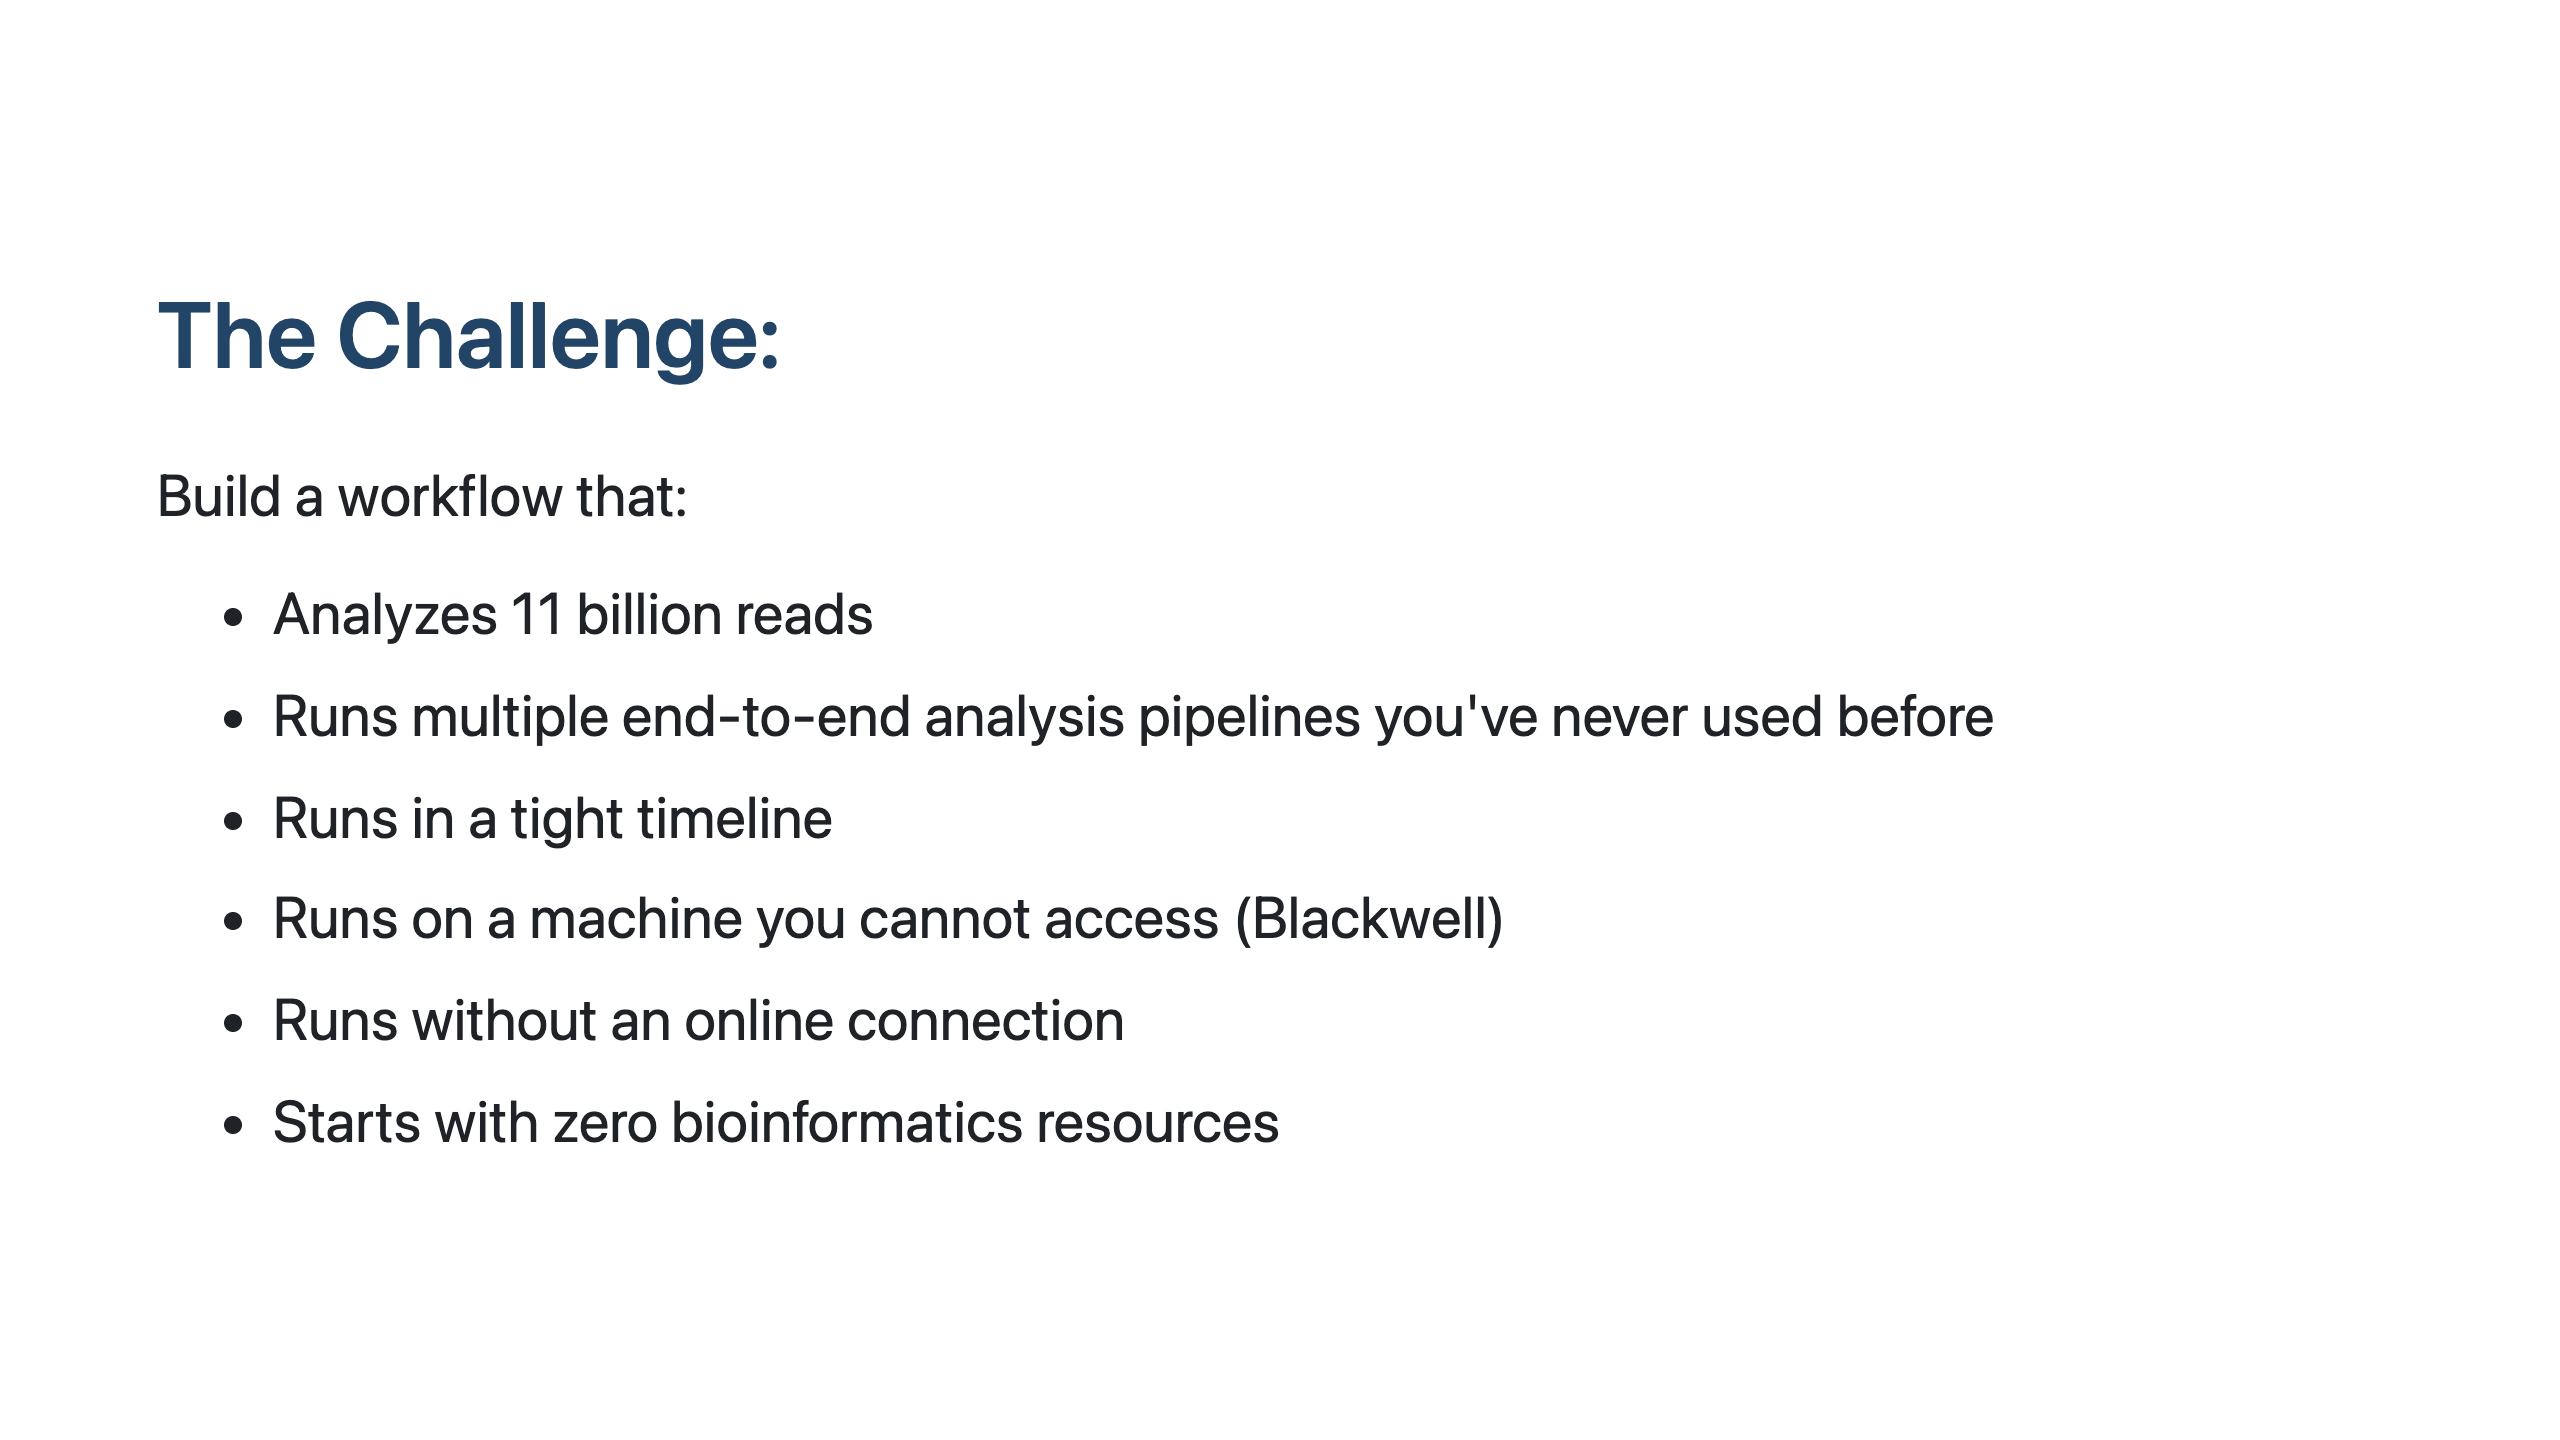 The Challenge:
Build a workflow that:
• Analyzes 11 billion reads
• Runs multiple end-to-end analysis pipelines you've never used before
• Runs in a tight timeline
• Runs on a machine you cannot access (Blackwell)
• Runs without an online connection
• Starts with zero bioinformatics resources